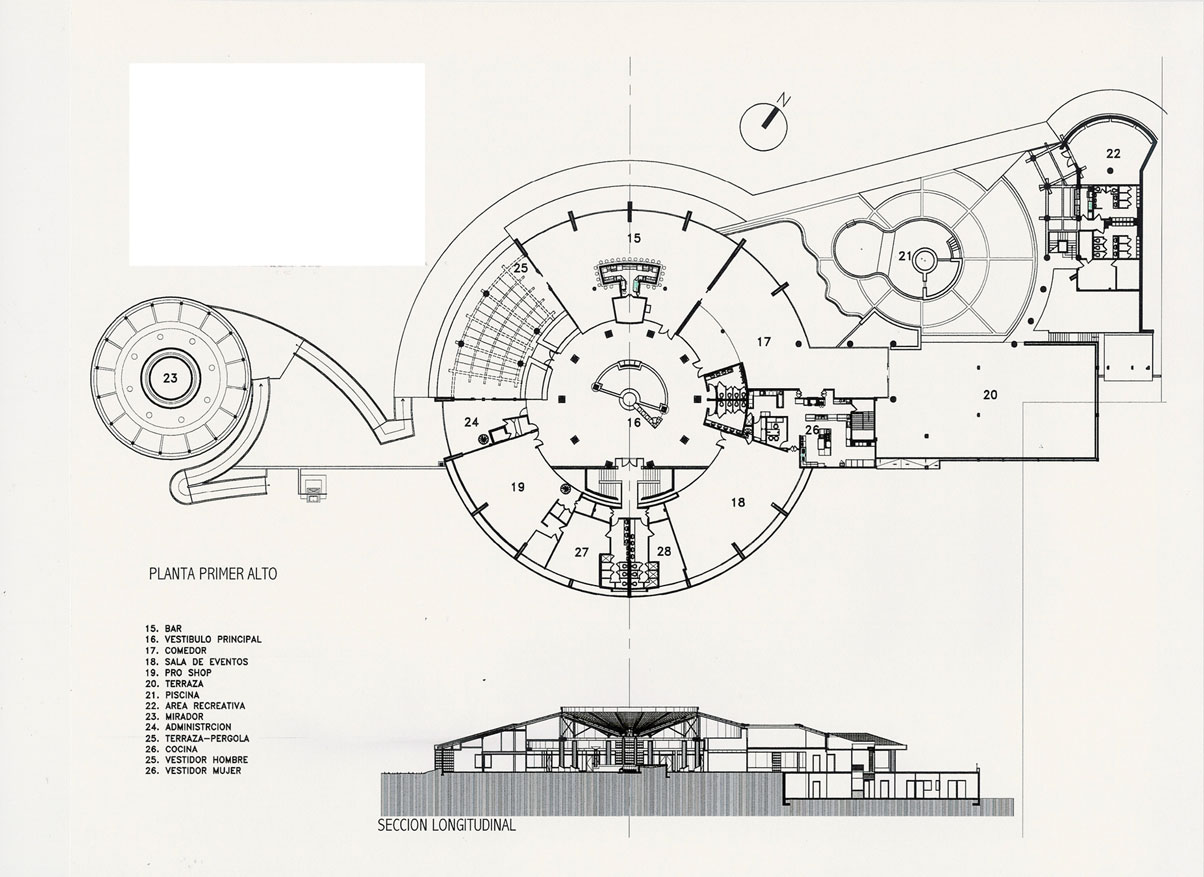 N
22
15
25
21
17
23
20
24
16
26
19
18
27
28
PLANTA PRIMER ALTO
15. BAR
16. VESTIBULO PRINCIPAL
17. COMEDOR
18. SALA DE EVENTOS
19. PRO SHOP
20. TERRAZA
21. PISCINA
22. AREA RECREATIVA
23. MIRADOR
24. ADMINISTRCION
25. TERRAZA-PERGOLA
26. COCINA
25. VESTIDOR HOMBRE
26. VESTIDOR MUJER
SECCION LONGITUDINAL